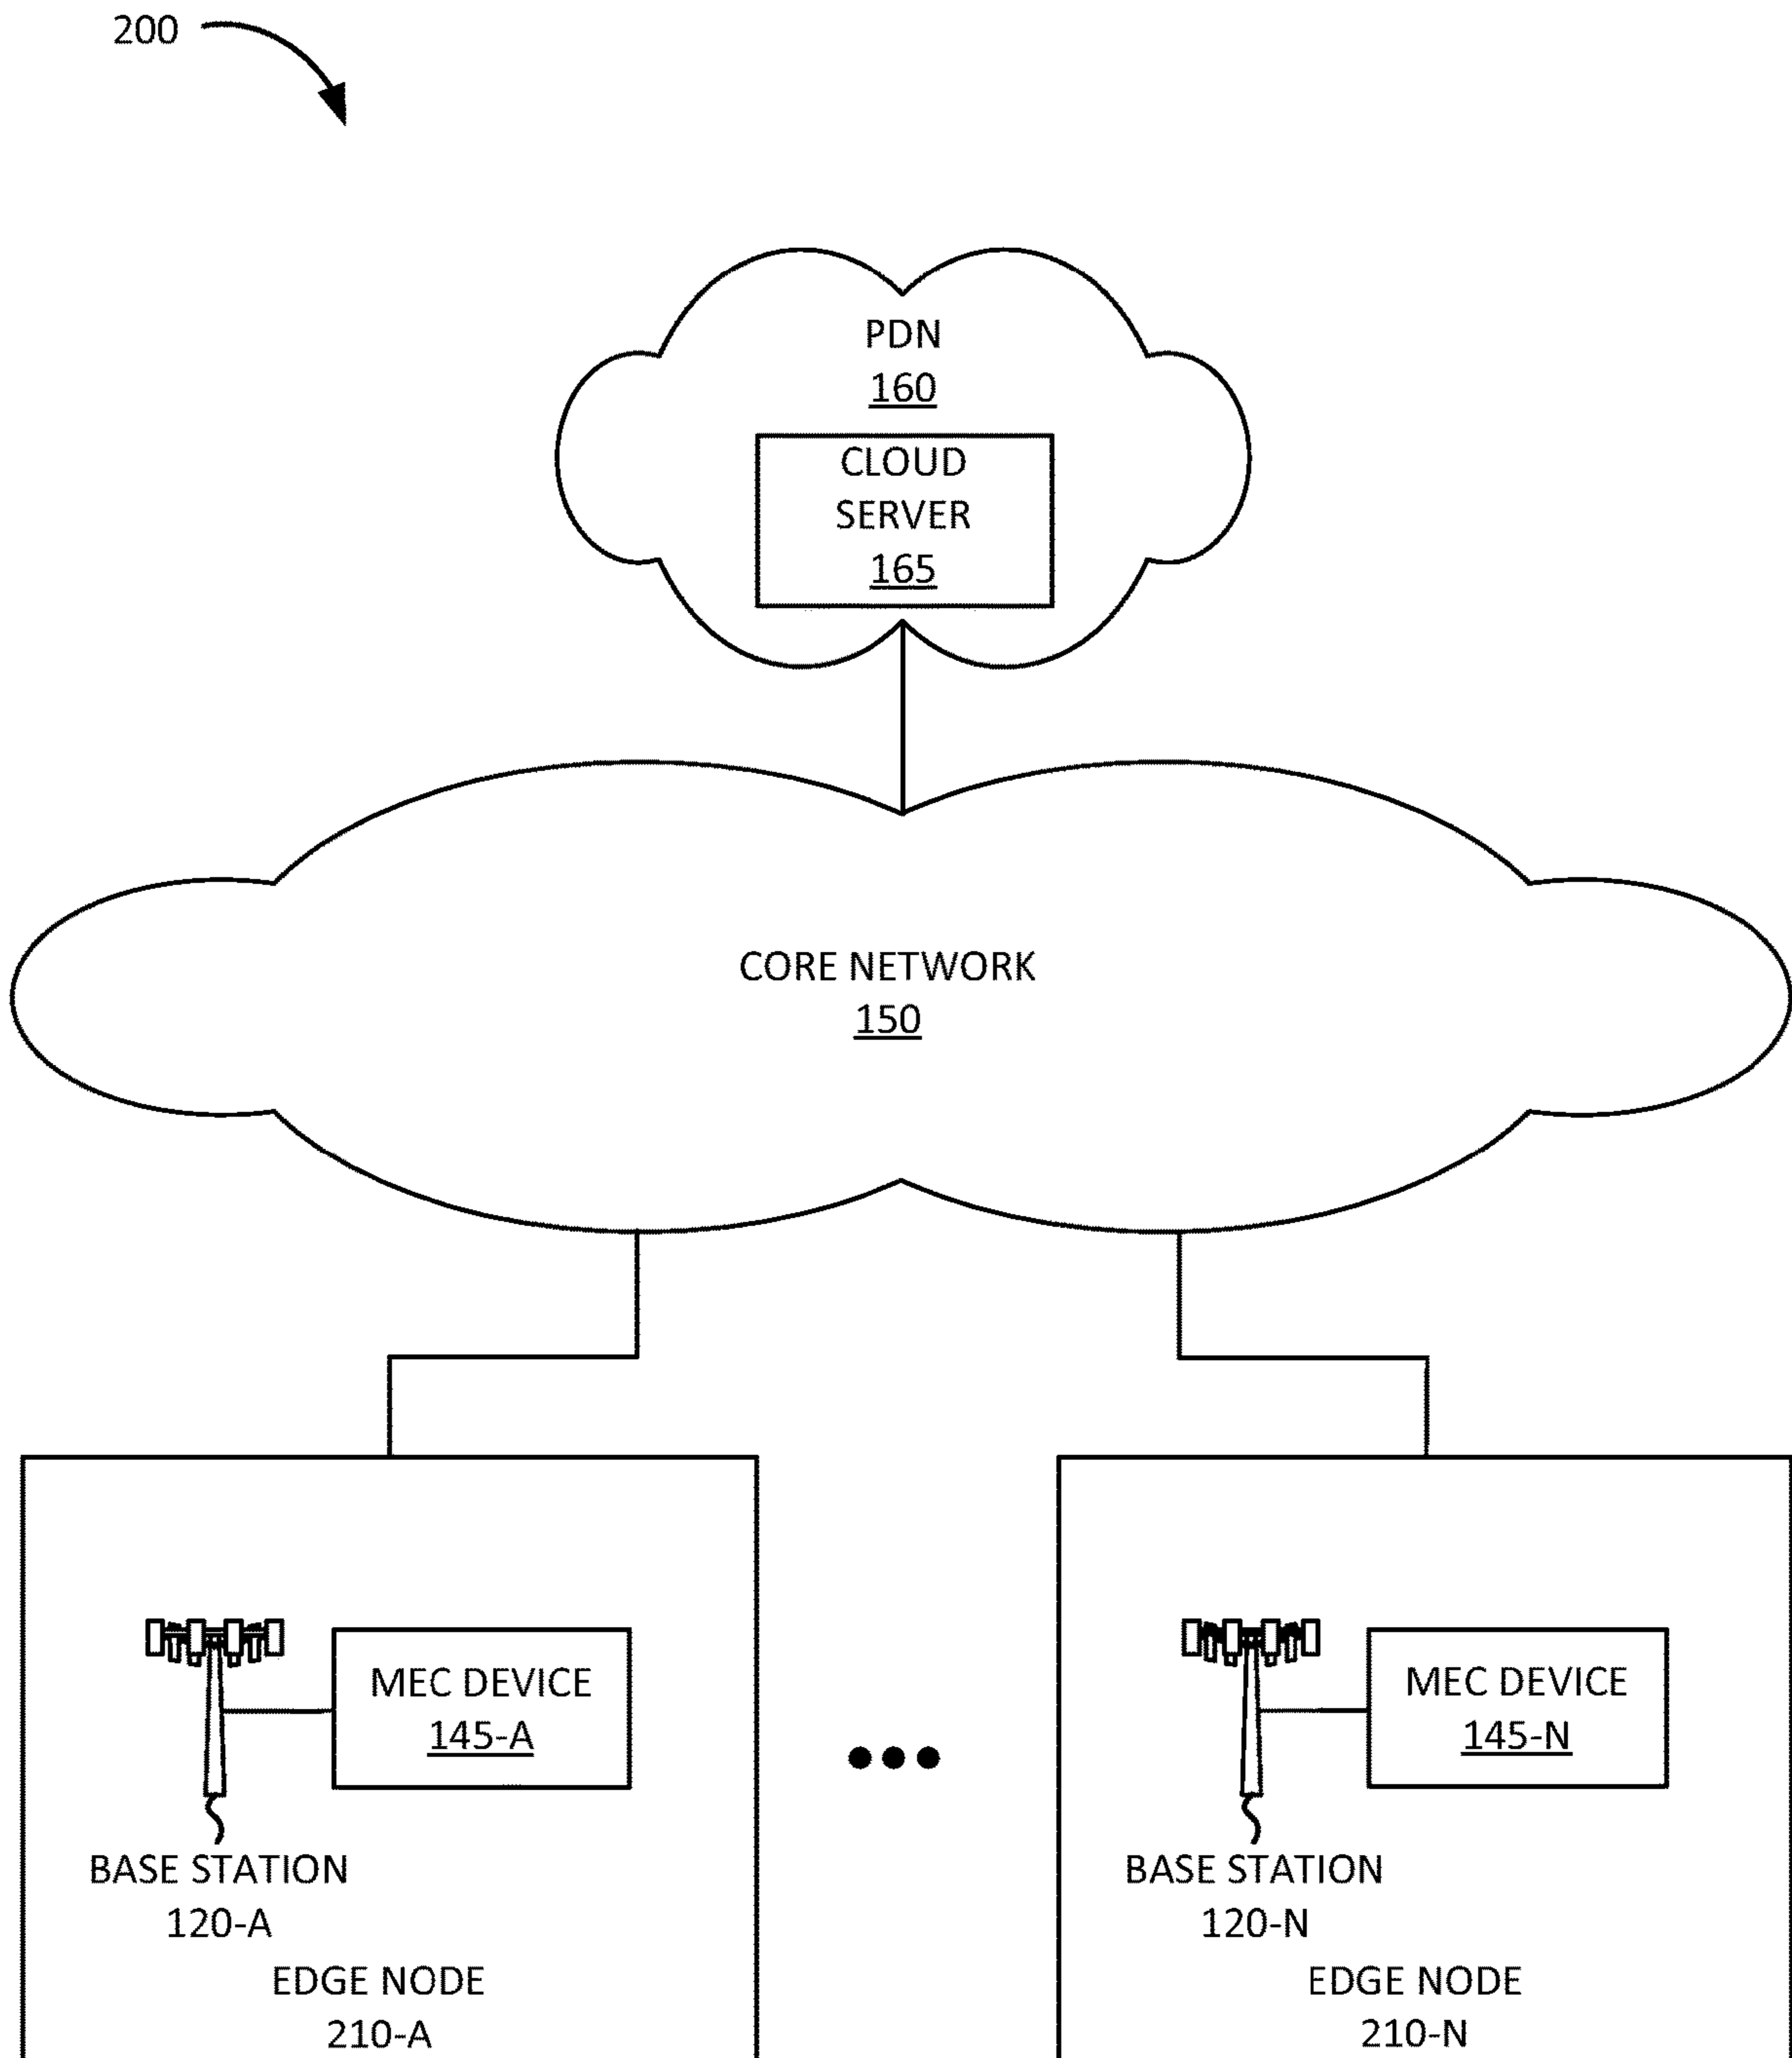 200
PDN
160
CLOUD
SERVER
165
CORE NETWORK
150
MEC DEVICE
145-A
BASE STATION
120-A
EDGE NODE
210-A
MEC DEVICE
145-N
BASE STATION
120-N
EDGE NODE
210-N